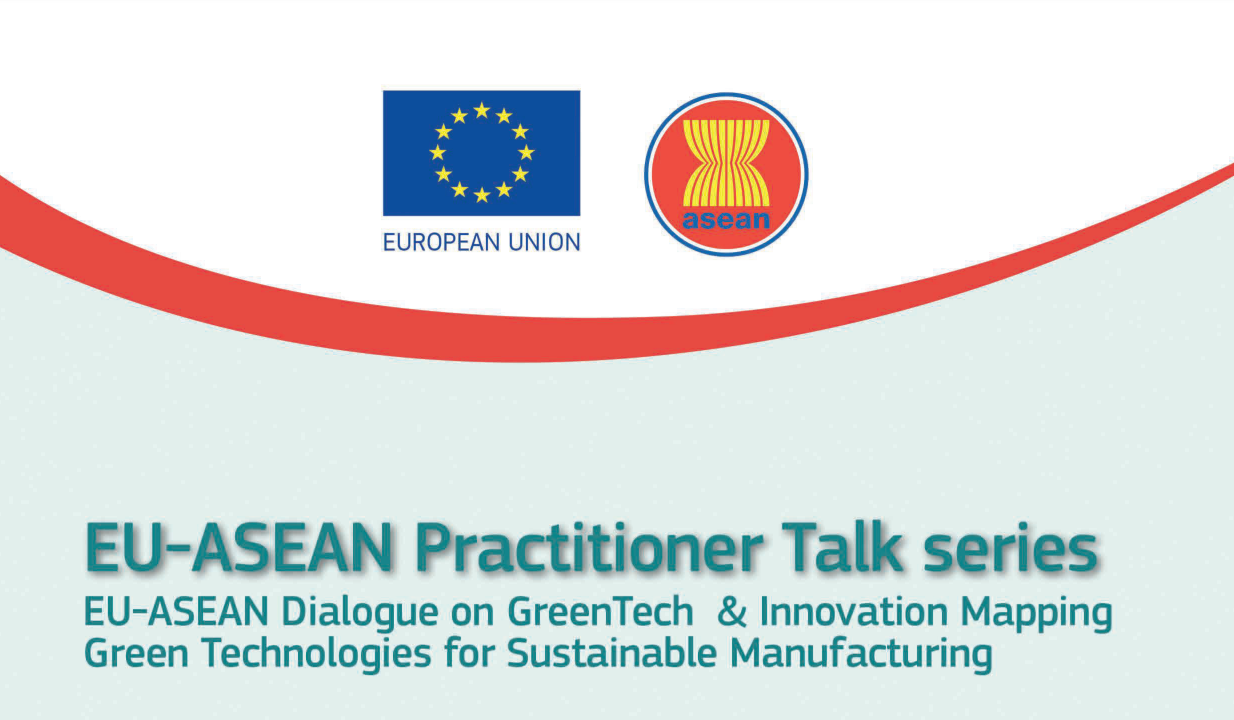 EUROPEAN UNION
asean
EU-ASEAN Practitioner Talk series
EU-ASEAN Dialogue on GreenTech & Innovation Mapping
Green Technologies for Sustainable Manufacturing